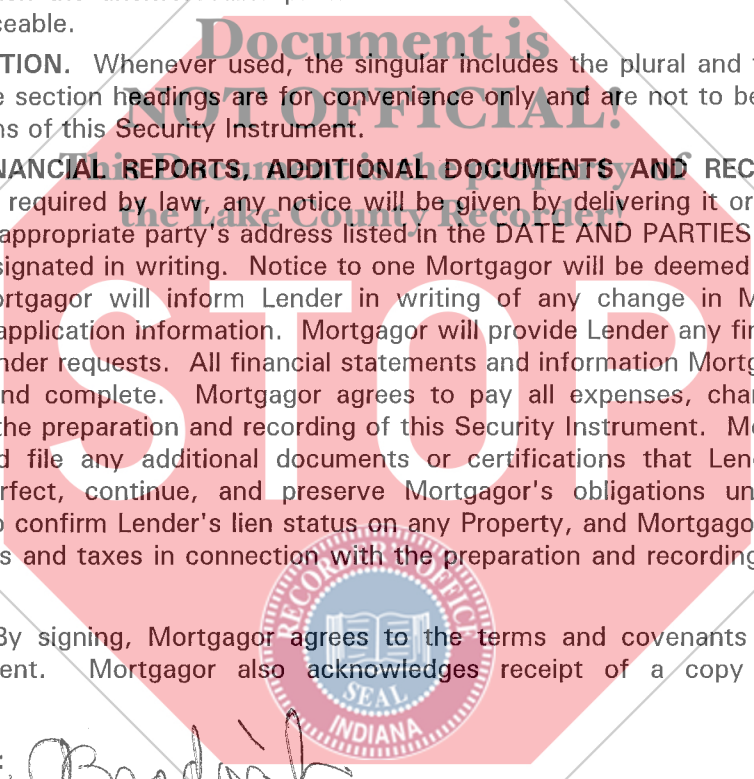 ceable.
Document is
TION. Whenever used, the singular includes the plural and
e section headings are for convenience only and are not to be
NOT OFFICIAL!
ns of this Security Instrument.
NANCIAL REPORTS, ADDITIONAL DOCUMENTS AND REC
This Document is the property of
required by law, any notice will be given by delivering it or
the Lake County Recorder!
appropriate party's address listed in the DATE AND PARTIES
signated in writing. Notice to one Mortgagor will be deemed
ortgagor will inform Lender in writing of any change in M
application information. Mortgagor will provide Lender any fin
nder requests. All financial statements and information Mortg
nd complete. Mortgagor agrees to pay all expenses, char
the preparation and recording of this Security Instrument. Mo
d file any additional documents or certifications that Lend
rfect, continue, and preserve Mortgagor's obligations un
o confirm Lender's lien status on any Property, and Mortgago
s and taxes in connection with the preparation and recording
STOP
By signing, Mortgagor agrees to the terms and covenants
ent. Mortgagor also acknowledges receipt of a copy
RECORDER'S OFFICE
SEAL
INDIANA